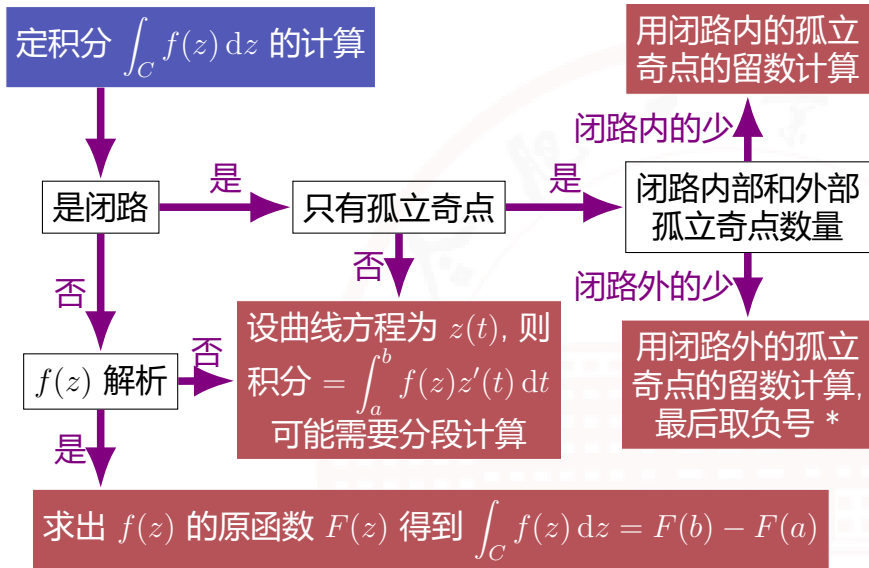 定积分 ∫_C f(z) dz 的计算
用闭路内的孤立
奇点的留数计算
闭路内的少
是
是
是闭路
只有孤立奇点
闭路内部和外部
孤立奇点数量
否
否
闭路外的少
设曲线方程为 z(t), 则
积分 = ∫_a^b f(z)z′(t) dt
可能需要分段计算
用闭路外的孤立
奇点的留数计算,
最后取负号 *
否
f(z) 解析
是
求出 f(z) 的原函数 F(z) 得到 ∫_C f(z) dz = F(b) − F(a)